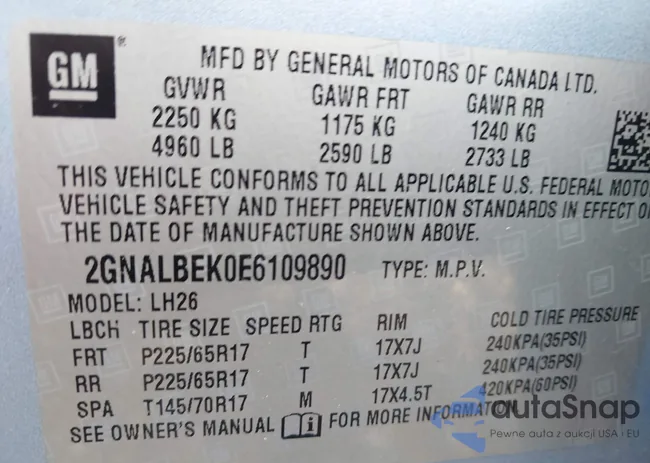 GM
MFD BY GENERAL MOTORS OF CANADA LTD.
GVWR GAWR FRT GAWR RR
2250 KG 1175 KG 1240 KG
4960 LB 2590 LB 2733 LB
THIS VEHICLE CONFORMS TO ALL APPLICABLE U.S. FEDERAL MOTO
VEHICLE SAFETY AND THEFT PREVENTION STANDARDS IN EFFECT O
THE DATE OF MANUFACTURE SHOWN ABOVE.
2GNALBEK0E6109890 TYPE: M.P.V.
MODEL: LH26
LBCH TIRE SIZE SPEED RTG RIM COLD TIRE PRESSURE
FRT P225/65R17 T 17X7J 240KPA(35PSI)
RR P225/65R17 T 17X7J 240KPA(35PSI)
SPA T145/70R17 M 17X4.5T 420KPA(60PSI)
SEE OWNER'S MANUAL i FOR MORE INFORMATION
autaSnap
Pewne auta z aukcji USA i EU